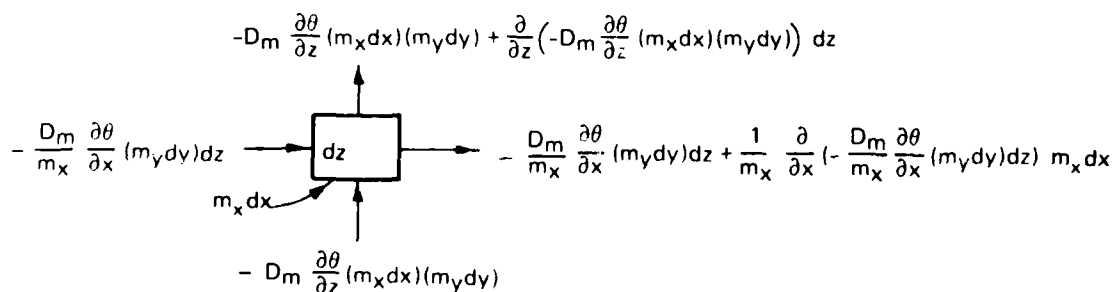 -D_m ∂θ/∂z (m_x dx)(m_y dy) + ∂/∂z (-D_m ∂θ/∂z (m_x dx)(m_y dy)) dz
- D_m/m_x ∂θ/∂x (m_y dy)dz
dz
- D_m/m_x ∂θ/∂x (m_y dy)dz + 1/m_x ∂/∂x (- D_m/m_x ∂θ/∂x (m_y dy)dz) m_x dx
m_x dx
- D_m ∂θ/∂z (m_x dx)(m_y dy)